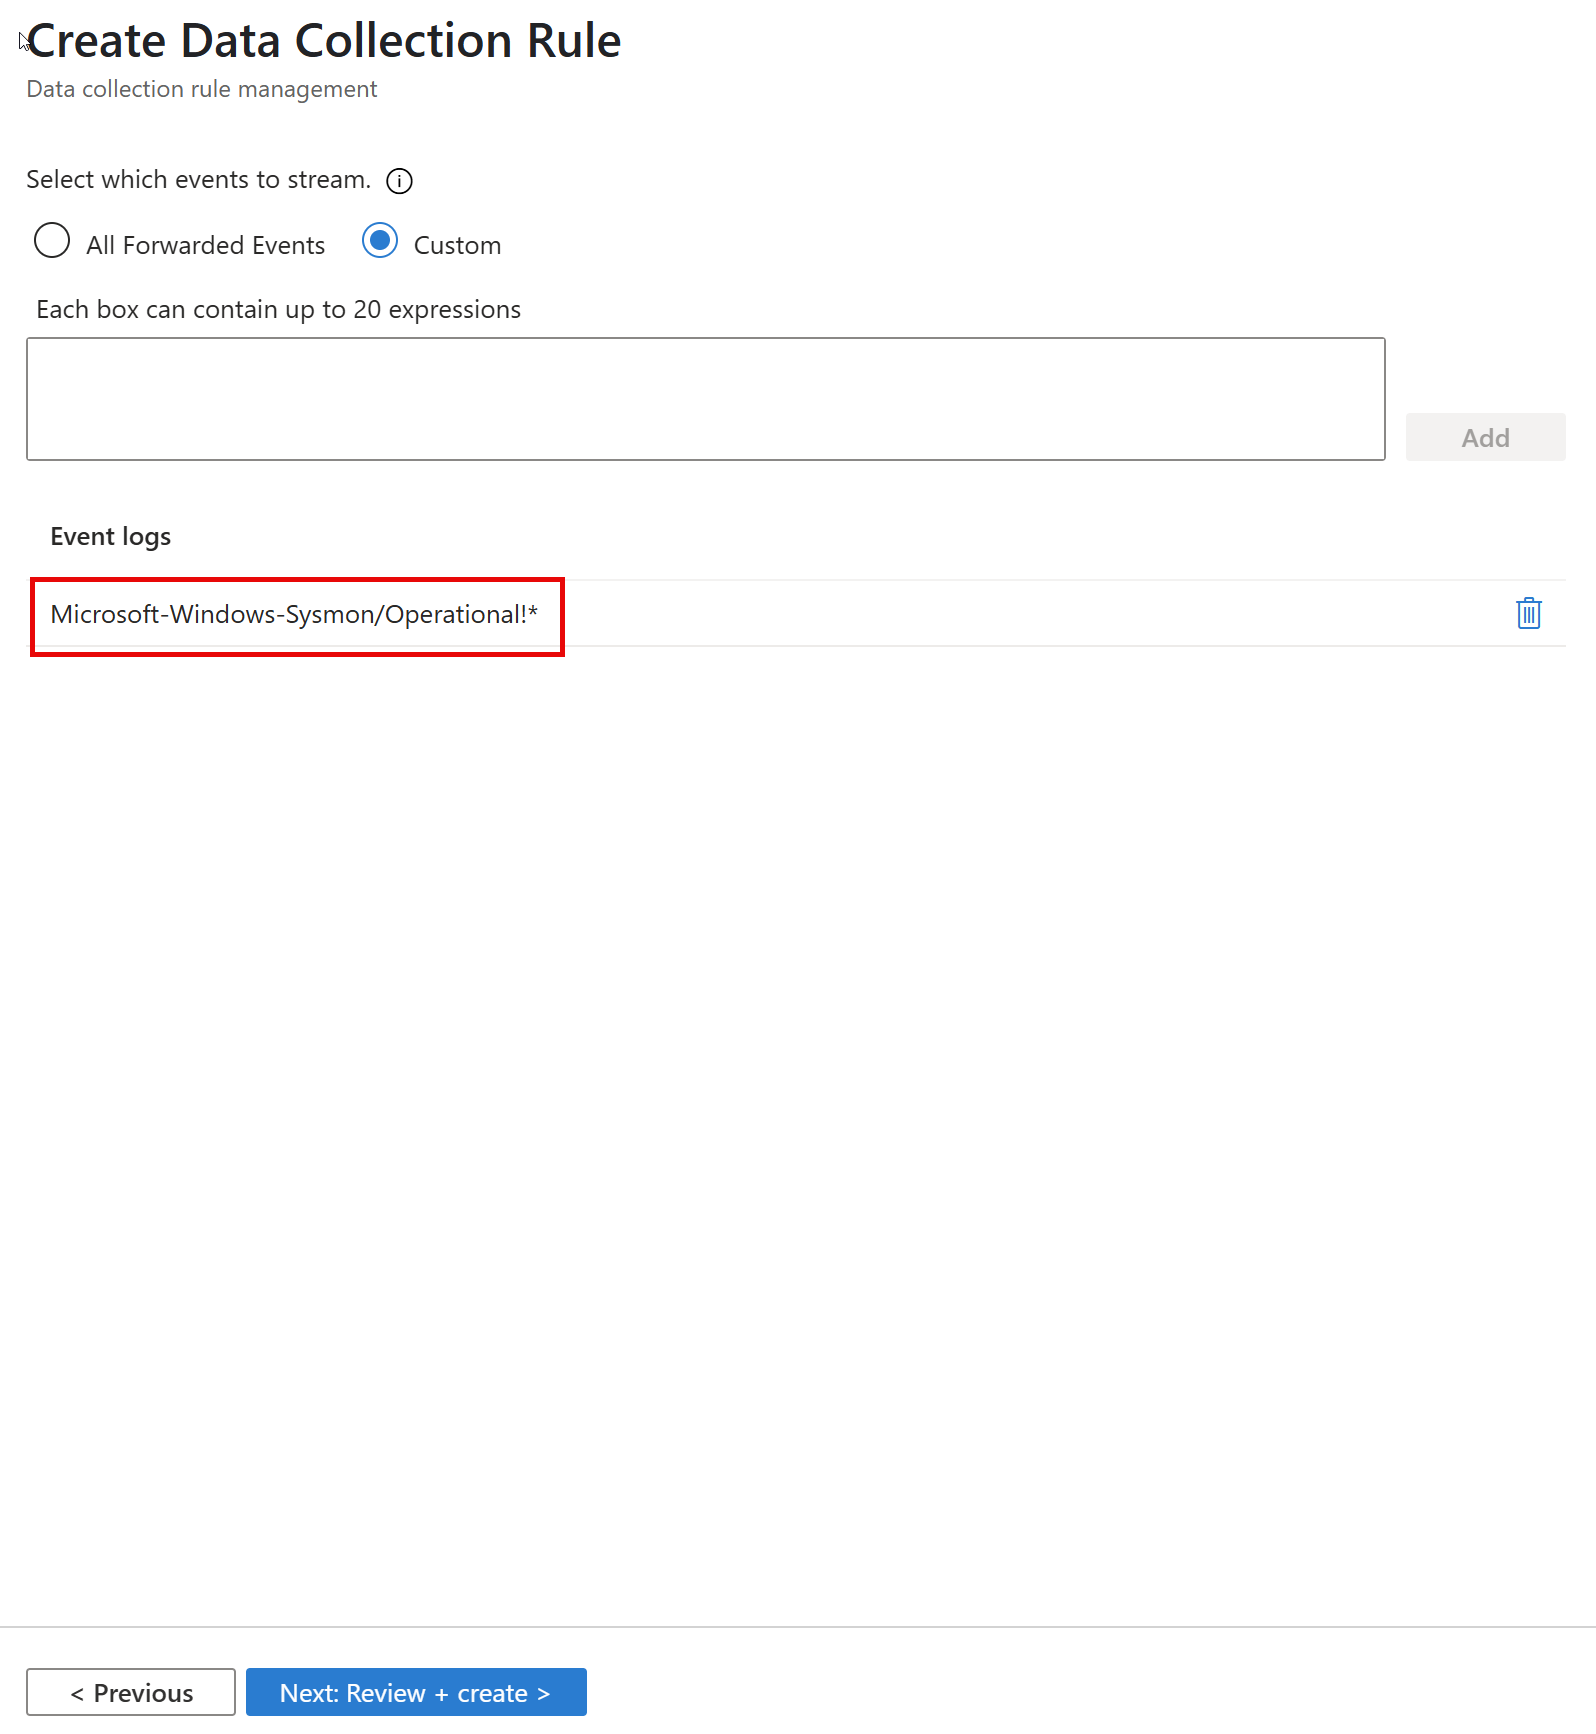 Create Data Collection Rule
Data collection rule management
Select which events to stream.
All Forwarded Events Custom
Each box can contain up to 20 expressions
Add
Event logs
Microsoft-Windows-Sysmon/Operational!*
< Previous Next: Review + create >